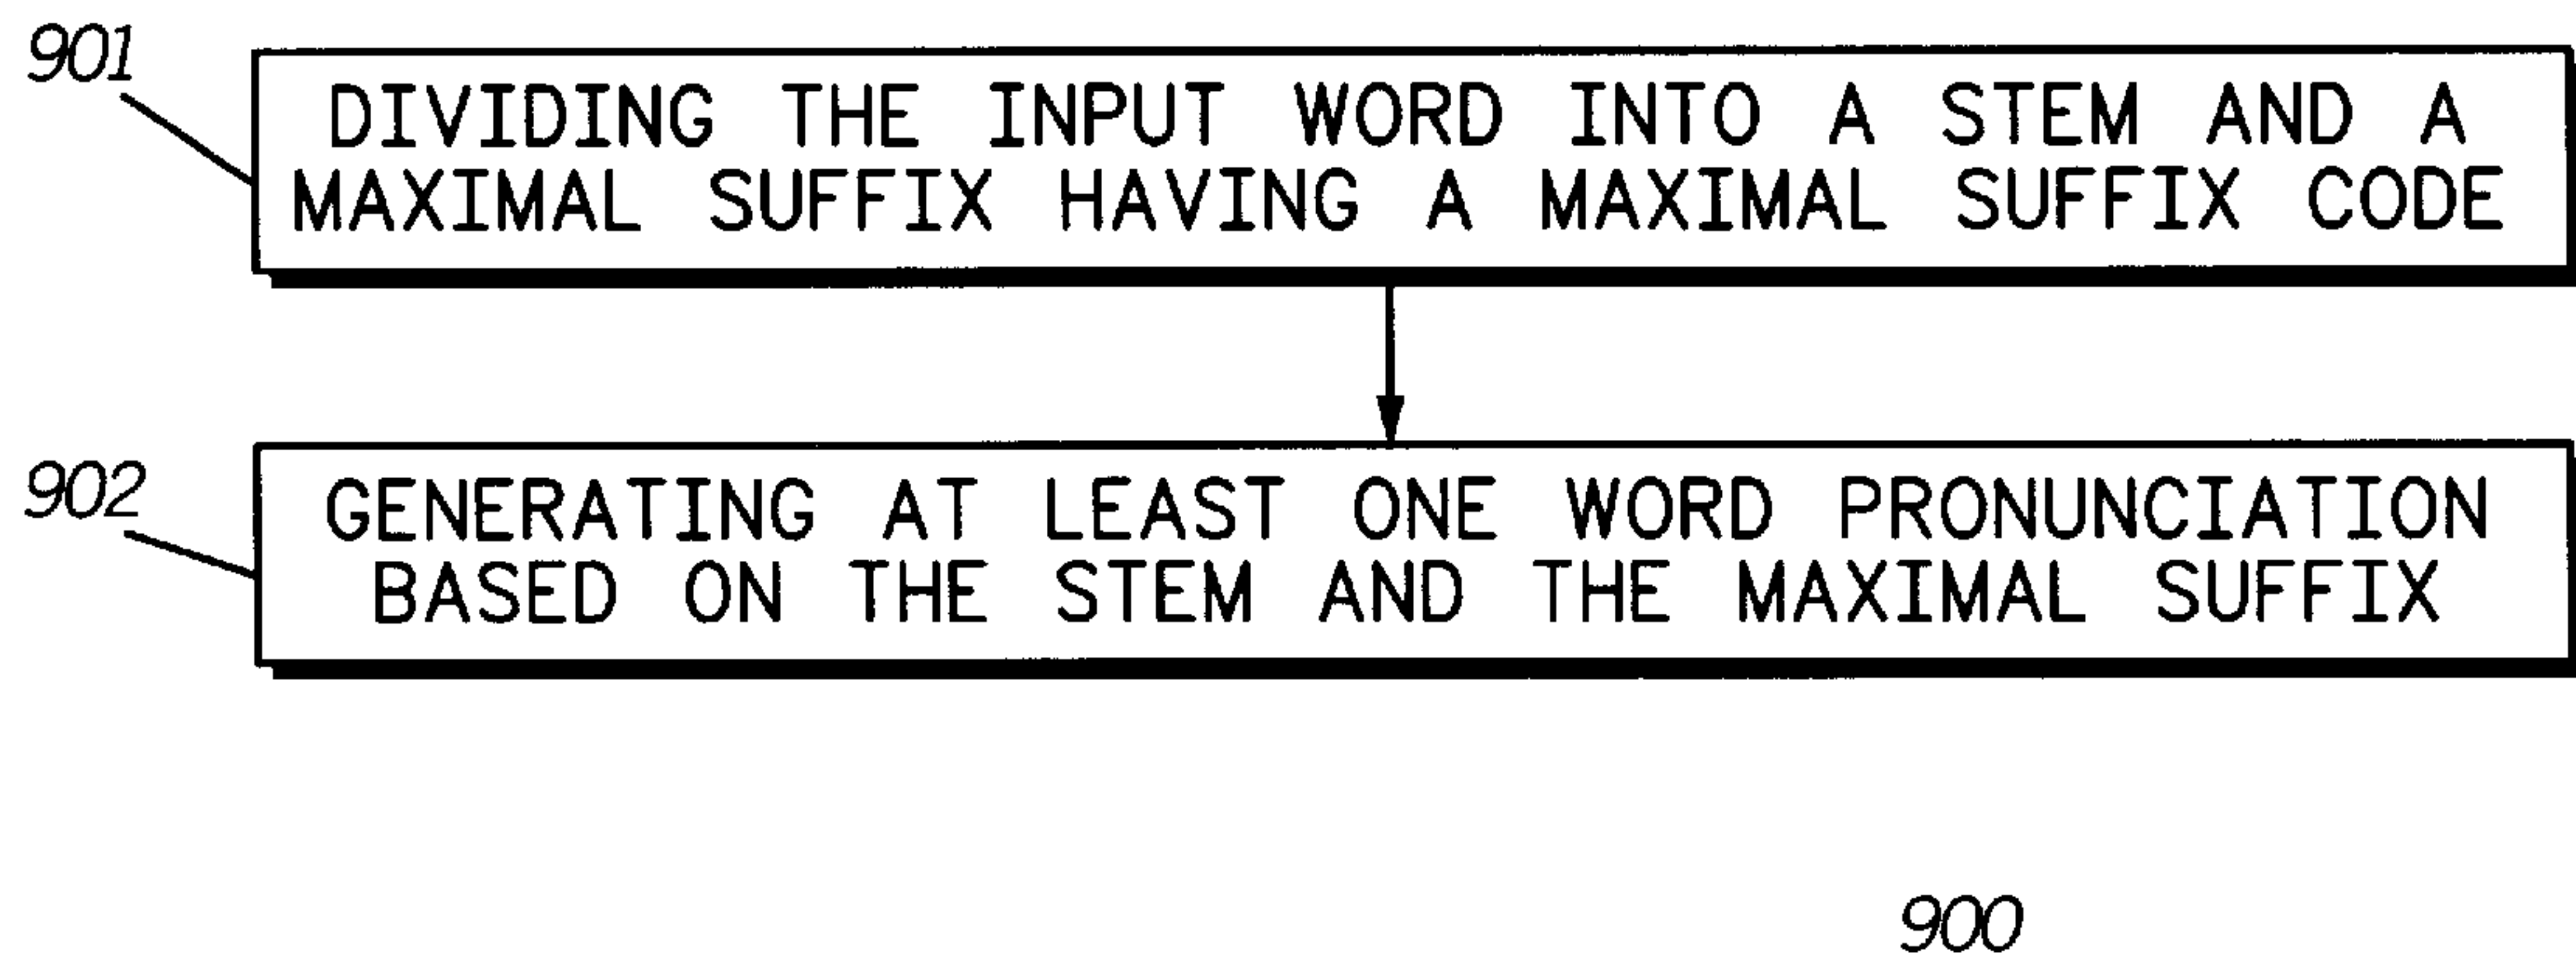 901
DIVIDING THE INPUT WORD INTO A STEM AND A
MAXIMAL SUFFIX HAVING A MAXIMAL SUFFIX CODE
902
GENERATING AT LEAST ONE WORD PRONUNCIATION
BASED ON THE STEM AND THE MAXIMAL SUFFIX
900